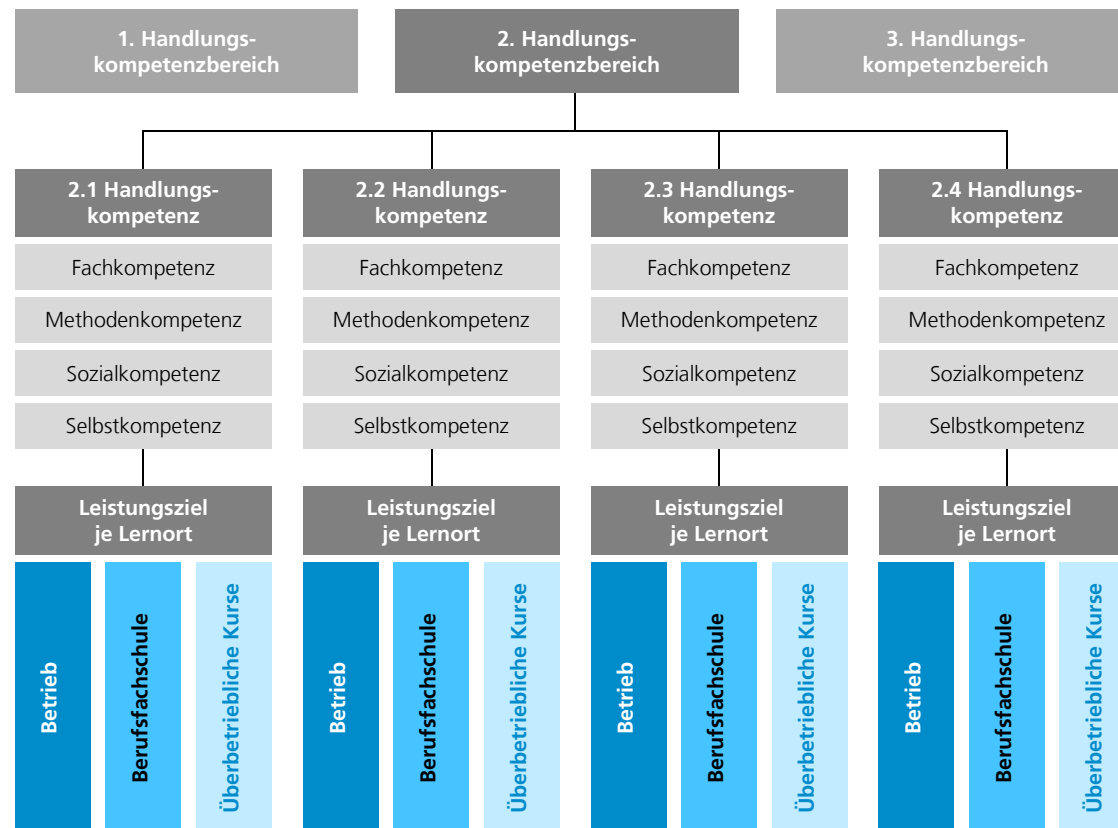 1. Handlungs-
kompetenzbereich
2. Handlungs-
kompetenzbereich
3. Handlungs-
kompetenzbereich
2.1 Handlungs-
kompetenz
Fachkompetenz
Methodenkompetenz
Sozialkompetenz
Selbstkompetenz
Leistungsziel
je Lernort
Betrieb
Berufsfachschule
Überbetriebliche Kurse
2.2 Handlungs-
kompetenz
Fachkompetenz
Methodenkompetenz
Sozialkompetenz
Selbstkompetenz
Leistungsziel
je Lernort
Betrieb
Berufsfachschule
Überbetriebliche Kurse
2.3 Handlungs-
kompetenz
Fachkompetenz
Methodenkompetenz
Sozialkompetenz
Selbstkompetenz
Leistungsziel
je Lernort
Betrieb
Berufsfachschule
Überbetriebliche Kurse
2.4 Handlungs-
kompetenz
Fachkompetenz
Methodenkompetenz
Sozialkompetenz
Selbstkompetenz
Leistungsziel
je Lernort
Betrieb
Berufsfachschule
Überbetriebliche Kurse